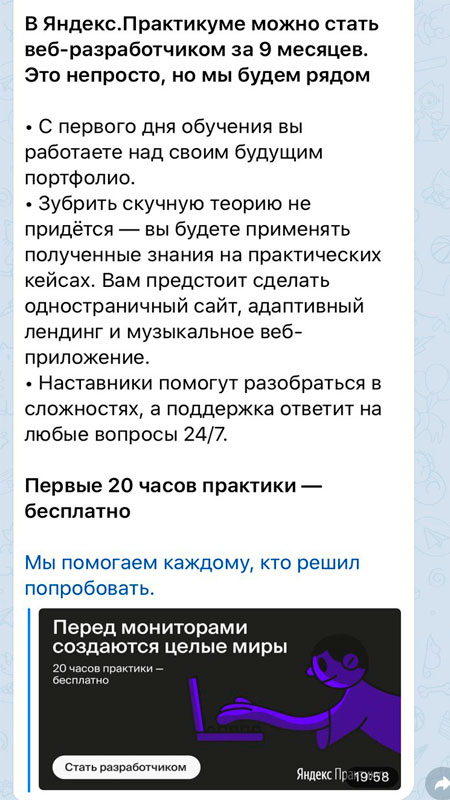 В Яндекс.Практикуме можно стать
веб-разработчиком за 9 месяцев.
Это непросто, но мы будем рядом
• С первого дня обучения вы
работаете над своим будущим
портфолио.
• Зубрить скучную теорию не
придётся — вы будете применять
полученные знания на практических
кейсах. Вам предстоит сделать
одностраничный сайт, адаптивный
лендинг и музыкальное веб-
приложение.
• Наставники помогут разобраться в
сложностях, а поддержка ответит на
любые вопросы 24/7.
Первые 20 часов практики —
бесплатно
Мы помогаем каждому, кто решил
попробовать.
Перед мониторами
создаются целые миры
20 часов практики —
бесплатно
Стать разработчиком
Яндекс
19:58